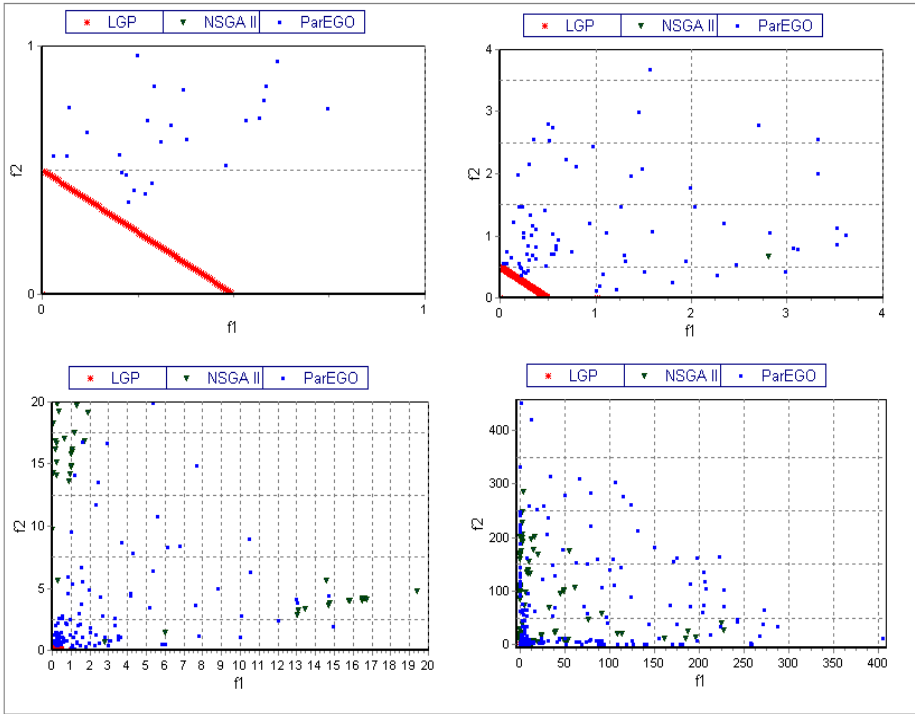 LGP NSGA II ParEGO
1
f2
0
0 1
f1
LGP NSGA II ParEGO
4
3
f2
2
1
0
0 1 2 3 4
f1
LGP NSGA II ParEGO
20
15
f2
10
5
0
0 1 2 3 4 5 6 7 8 9 10 11 12 13 14 15 16 17 18 19 20
f1
LGP NSGA II ParEGO
400
300
f2
200
100
0
0 50 100 150 200 250 300 350 400
f1